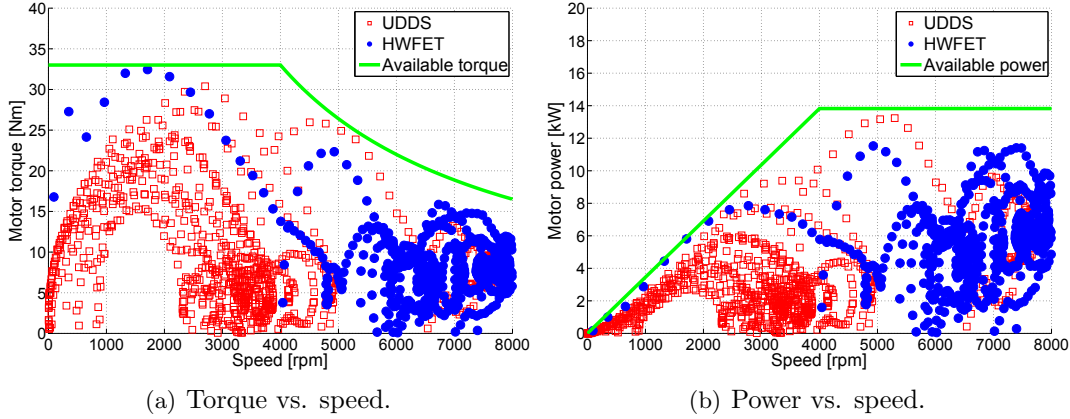 40
35
30
25
20
15
10
5
0
Motor torque [Nm]
0 1000 2000 3000 4000 5000 6000 7000 8000
Speed [rpm]
UDDS
HWFET
Available torque
(a) Torque vs. speed.
20
18
16
14
12
10
8
6
4
2
0
Motor power [kW]
0 1000 2000 3000 4000 5000 6000 7000 8000
Speed [rpm]
UDDS
HWFET
Available power
(b) Power vs. speed.